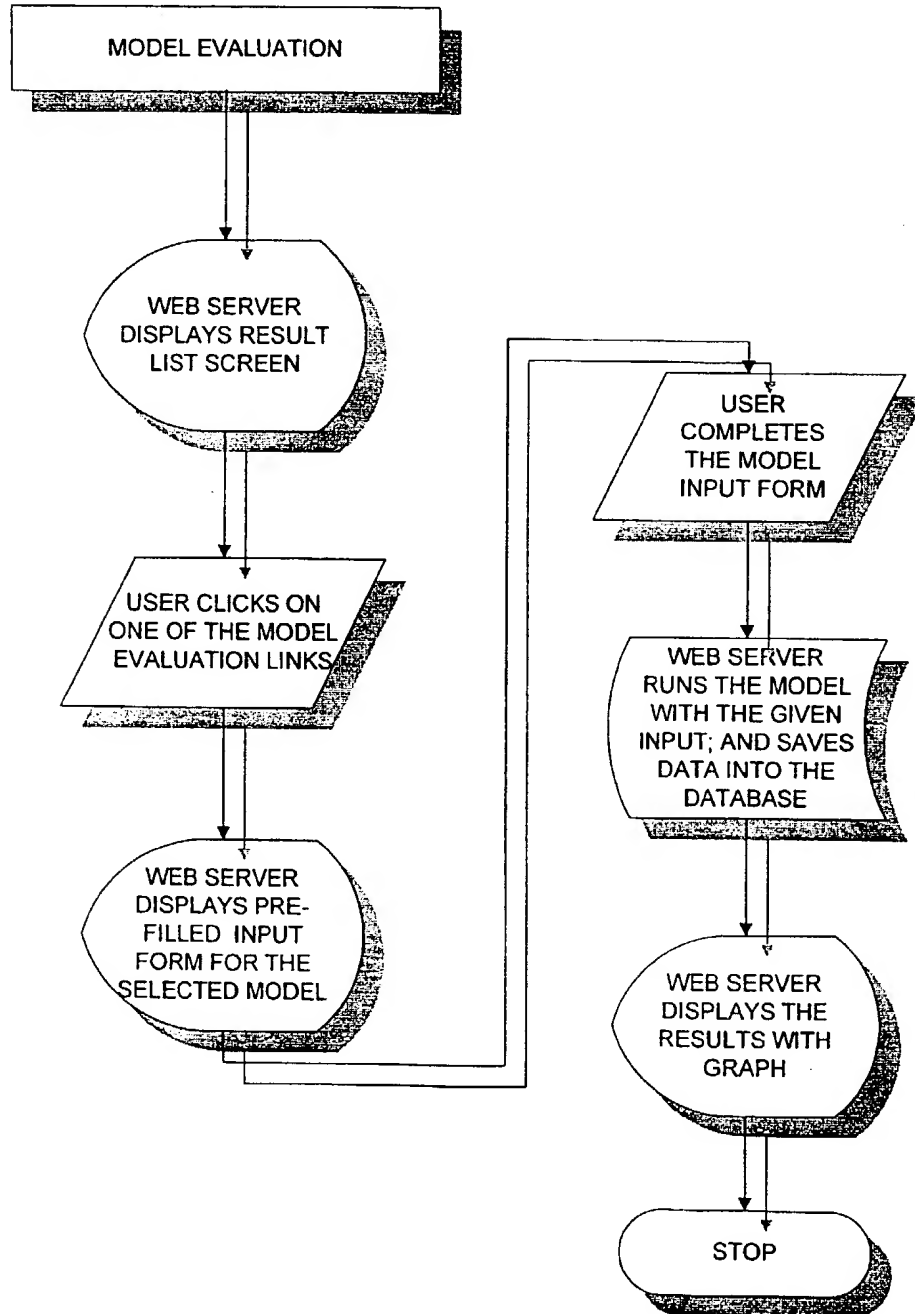 MODEL EVALUATION
WEB SERVER
DISPLAYS RESULT
LIST SCREEN
USER CLICKS ON
ONE OF THE MODEL
EVALUATION LINKS
WEB SERVER
DISPLAYS PRE-
FILLED INPUT
FORM FOR THE
SELECTED MODEL
USER
COMPLETES
THE MODEL
INPUT FORM
WEB SERVER
RUNS THE MODEL
WITH THE GIVEN
INPUT; AND SAVES
DATA INTO THE
DATABASE
WEB SERVER
DISPLAYS THE
RESULTS WITH
GRAPH
STOP